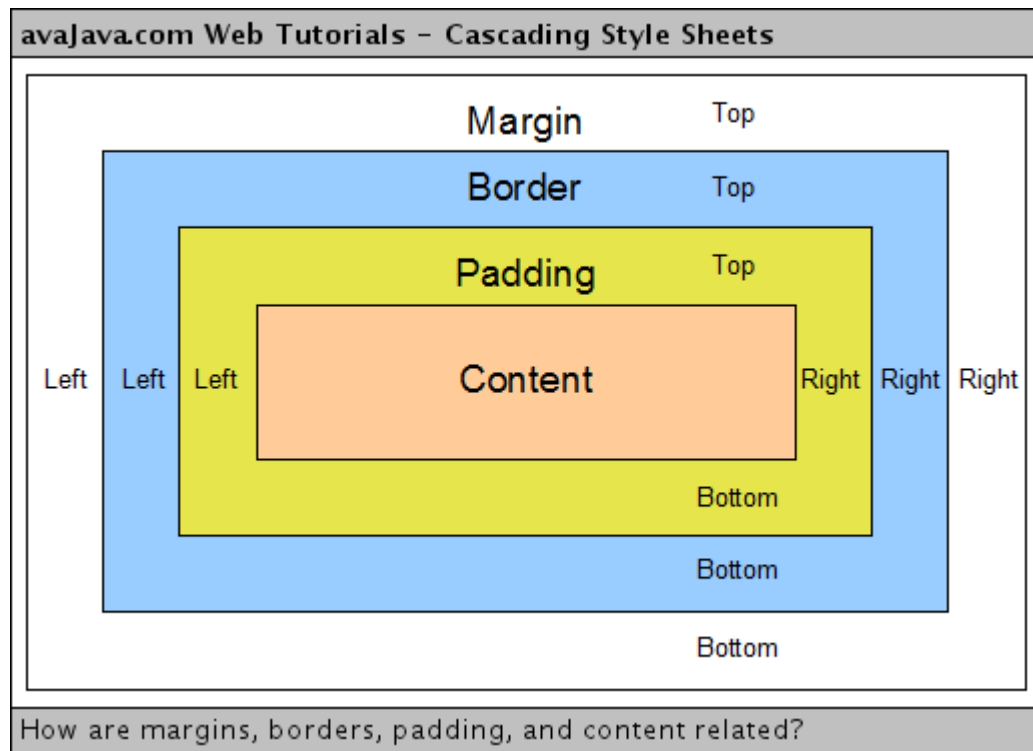 avaJava.com Web Tutorials – Cascading Style Sheets
Margin Top
Border Top
Padding Top
Left Left Left Content Right Right Right
Bottom
Bottom
Bottom
How are margins, borders, padding, and content related?